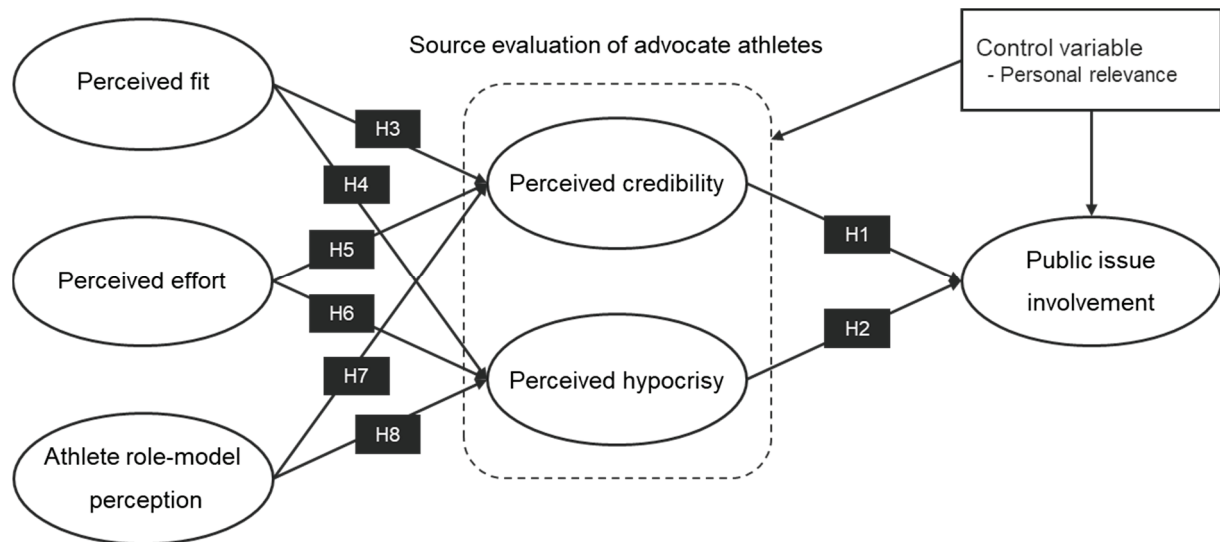 Source evaluation of advocate athletes
Control variable
- Personal relevance
Perceived fit
H3
H4
Perceived credibility
H5
H1
Perceived effort
Public issue
involvement
H6
H2
H7
Perceived hypocrisy
H8
Athlete role-model
perception